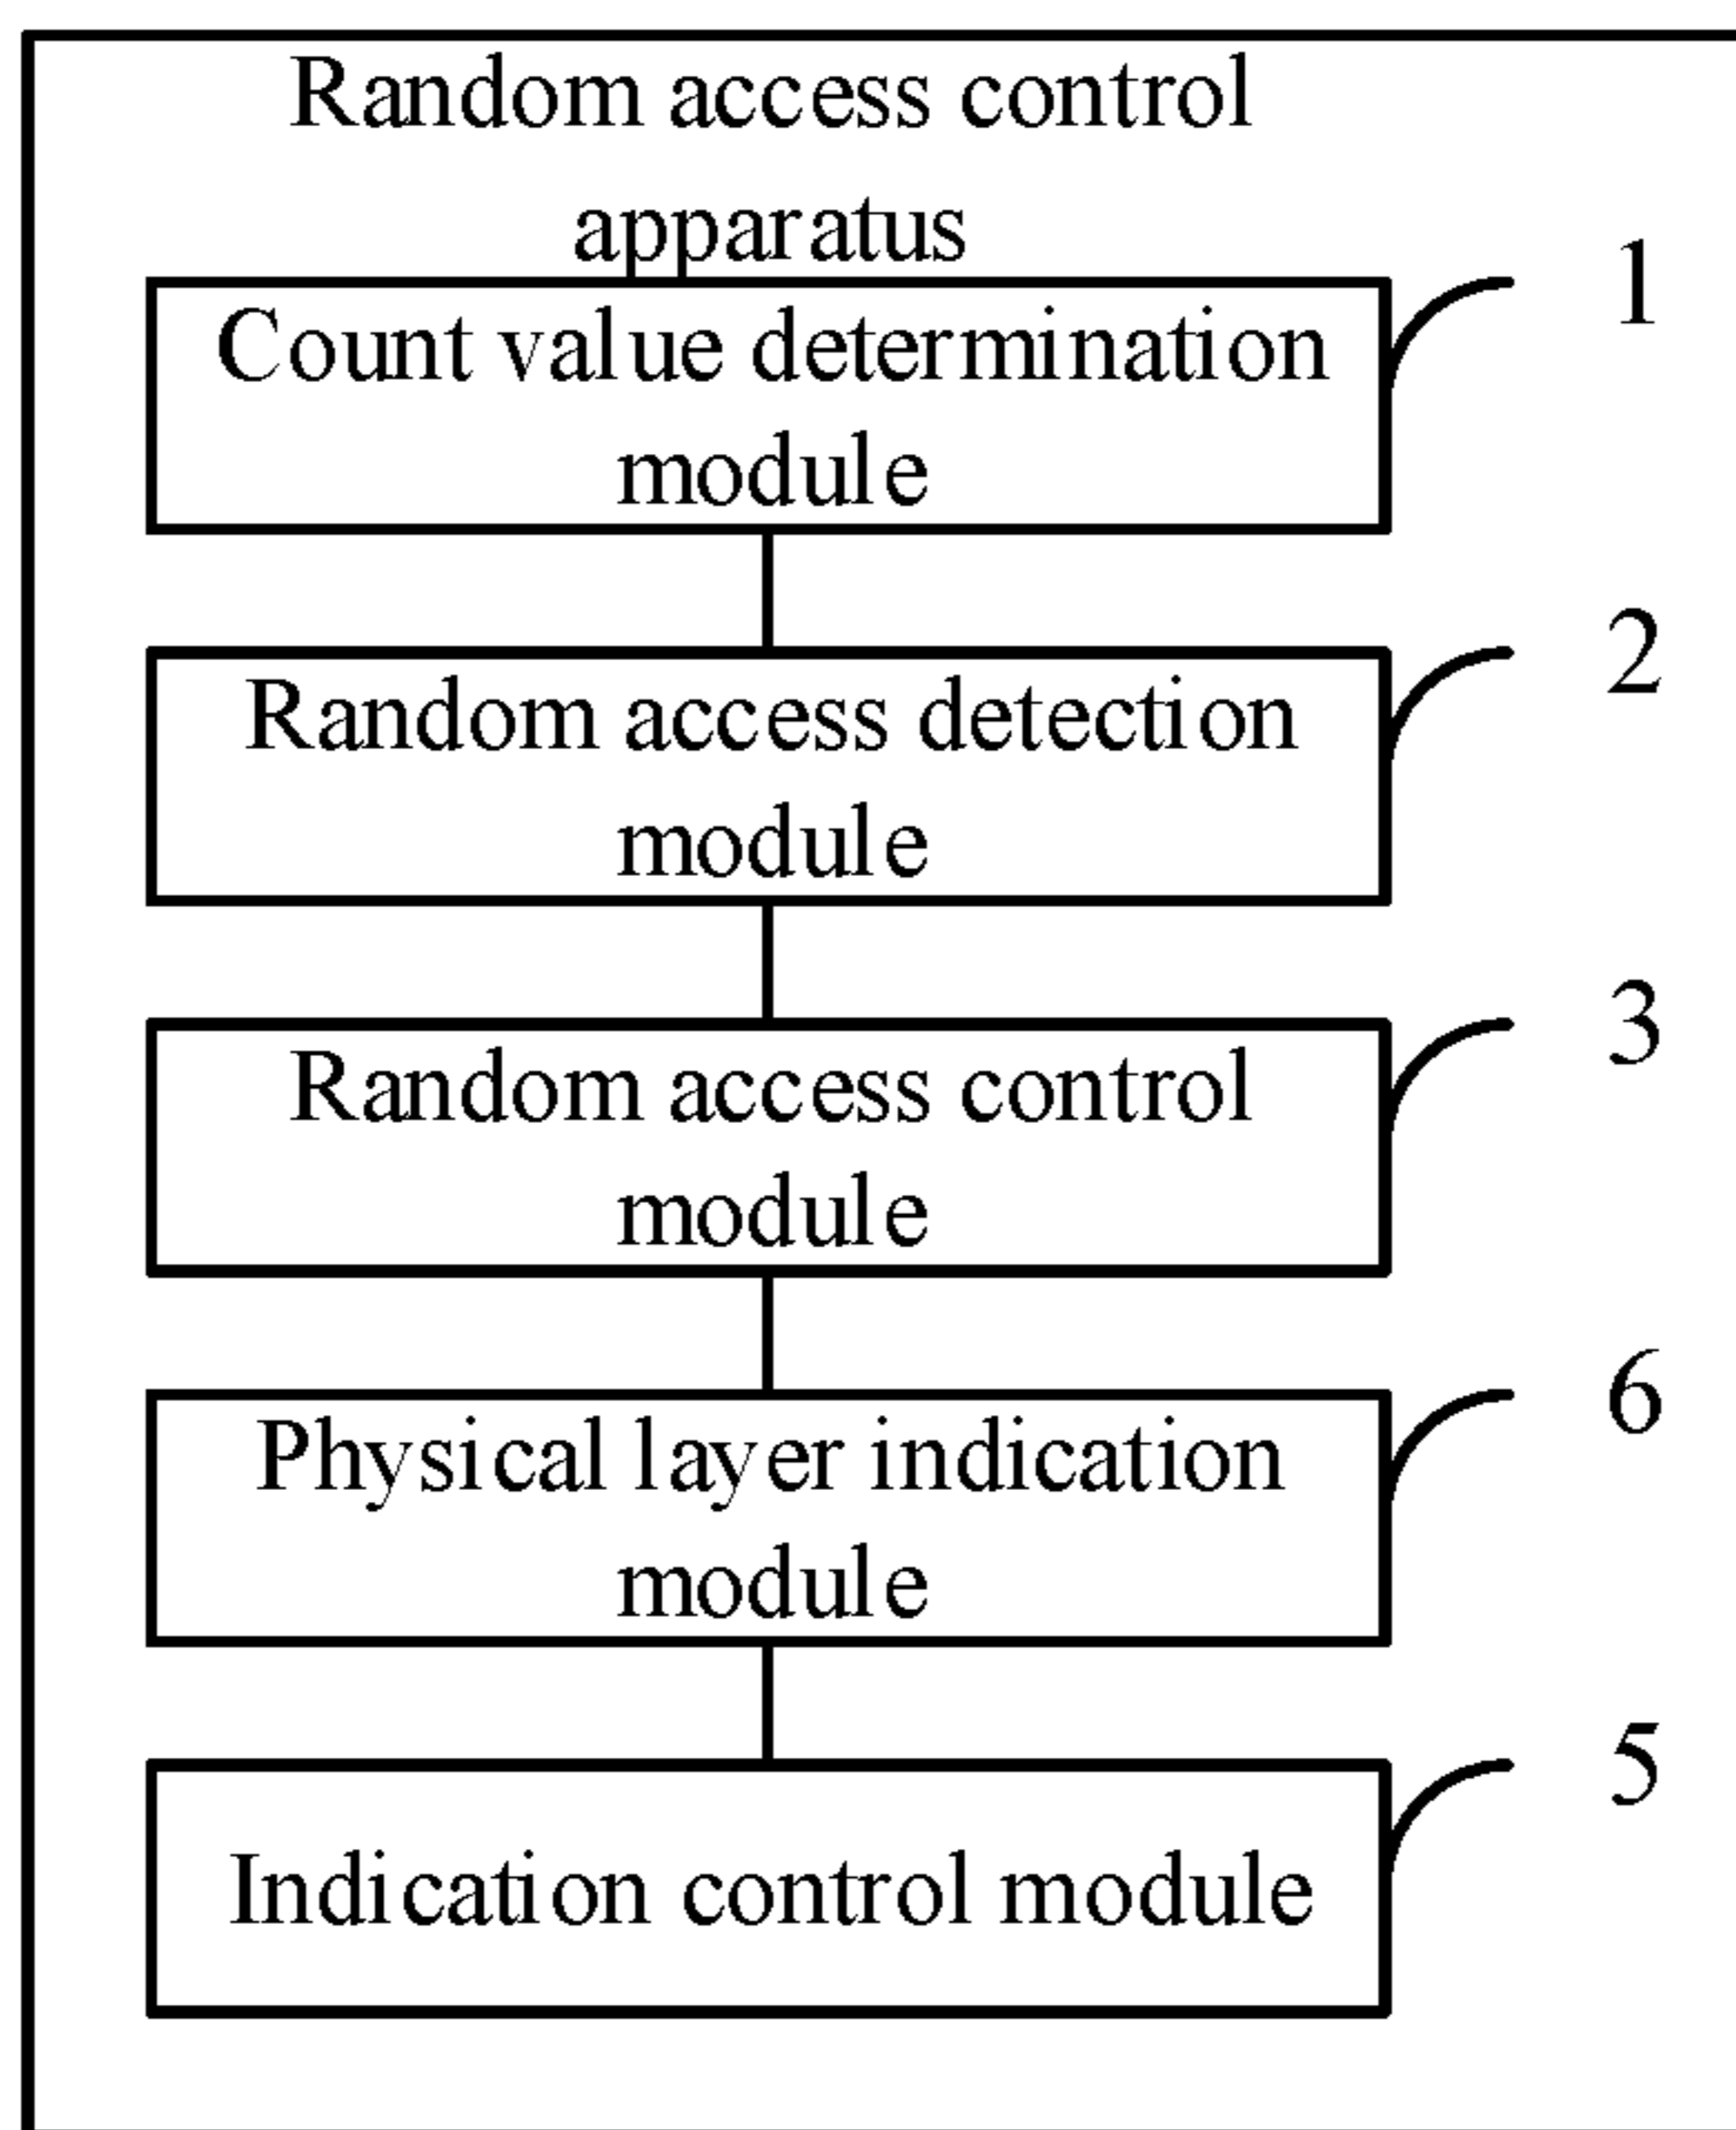 Random access control
apparatus
1
Count value determination
module
2
Random access detection
module
3
Random access control
module
6
Physical layer indication
module
5
Indication control module